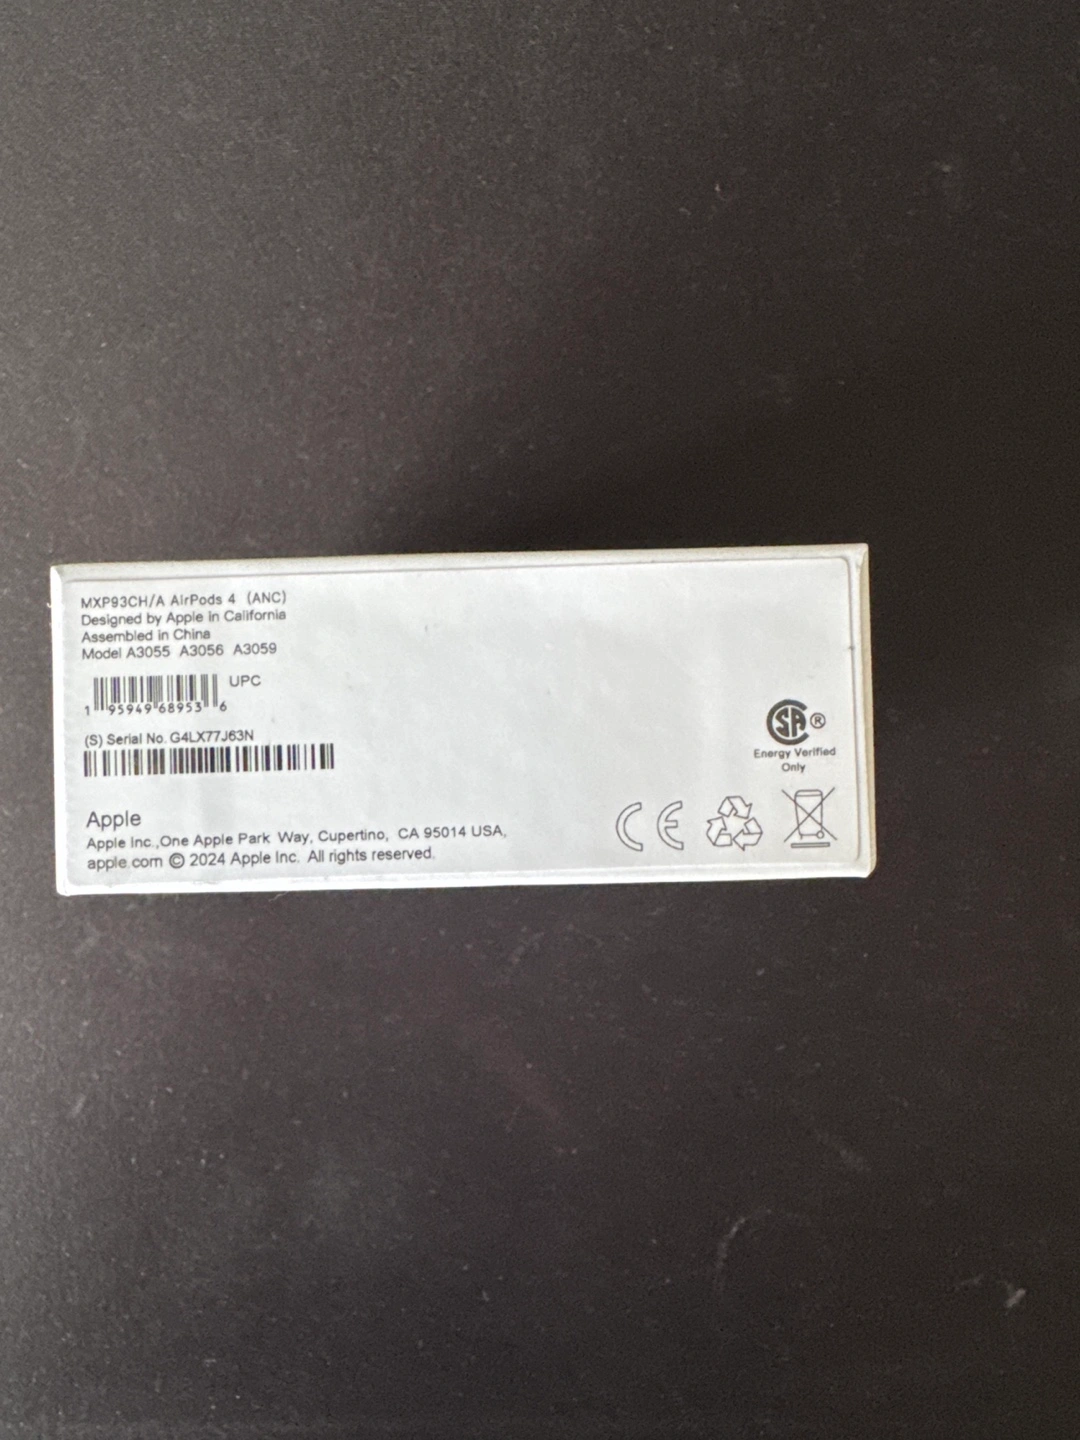 MXP93CH/A AirPods 4 (ANC)
Designed by Apple in California
Assembled in China
Model A3055 A3056 A3059
UPC
1 95949 68953 6
(S) Serial No. G4LX77J63N
Apple
Apple Inc.,One Apple Park Way, Cupertino, CA 95014 USA,
apple.com © 2024 Apple Inc. All rights reserved.
SA ®
Energy Verified
Only
CE